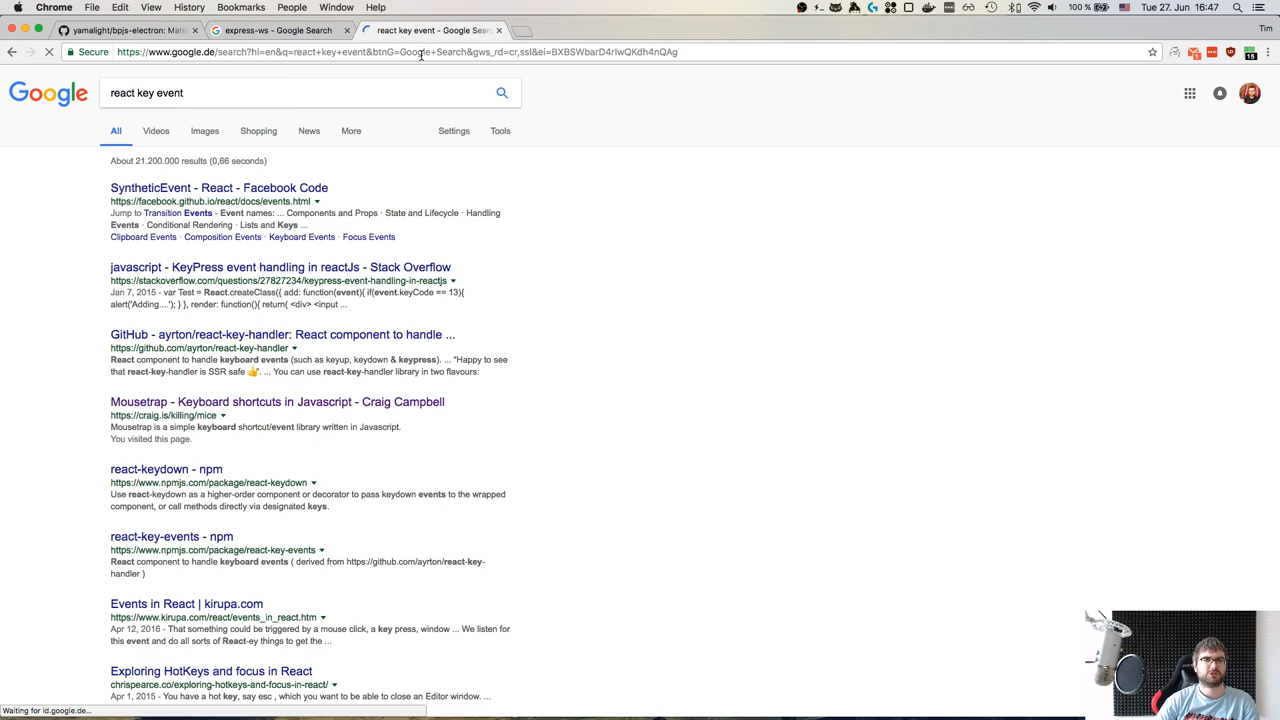 Chrome File Edit View History Bookmarks People Window Help 100 % Tue 27. Jun 16:47
yamalight/bpjs-electron: Mate express-ws - Google Search react key event - Google Sear Tim
Secure https://www.google.de/search?hl=en&q=react+key+event&btnG=Google+Search&gws_rd=cr,ssl&ei=BXBSWbarD4rIwQKdh4nQAg
15
Google react key event
All Videos Images Shopping News More Settings Tools
About 21.200.000 results (0,66 seconds)
SyntheticEvent - React - Facebook Code
https://facebook.github.io/react/docs/events.html
Jump to Transition Events - Event names: ... Components and Props · State and Lifecycle · Handling
Events · Conditional Rendering · Lists and Keys ...
Clipboard Events · Composition Events · Keyboard Events · Focus Events
javascript - KeyPress event handling in reactJs - Stack Overflow
https://stackoverflow.com/questions/27827234/keypress-event-handling-in-reactjs
Jan 7, 2015 - var Test = React.createClass({ add: function(event){ if(event.keyCode == 13){
alert('Adding....'); } }, render: function(){ return( <div> <input ...
GitHub - ayrton/react-key-handler: React component to handle ...
https://github.com/ayrton/react-key-handler
React component to handle keyboard events (such as keyup, keydown & keypress). ... "Happy to see
that react-key-handler is SSR safe 👍". ... You can use react-key-handler library in two flavours:
Mousetrap - Keyboard shortcuts in Javascript - Craig Campbell
https://craig.is/killing/mice
Mousetrap is a simple keyboard shortcut/event library written in Javascript.
You visited this page.
react-keydown - npm
https://www.npmjs.com/package/react-keydown
Use react-keydown as a higher-order component or decorator to pass keydown events to the wrapped
component, or call methods directly via designated keys.
react-key-events - npm
https://www.npmjs.com/package/react-key-events
React component to handle keyboard events ( derived from https://github.com/ayrton/react-key-
handler )
Events in React | kirupa.com
https://www.kirupa.com/react/events_in_react.htm
Apr 12, 2016 - That something could be triggered by a mouse click, a key press, window ... We listen for
this event and do all sorts of React-ey things to get the ...
Exploring HotKeys and focus in React
chrispearce.co/exploring-hotkeys-and-focus-in-react/
Apr 1, 2015 - You have a hot key, say esc , which you want to be able to close an Editor window. ...
Waiting for id.google.de...